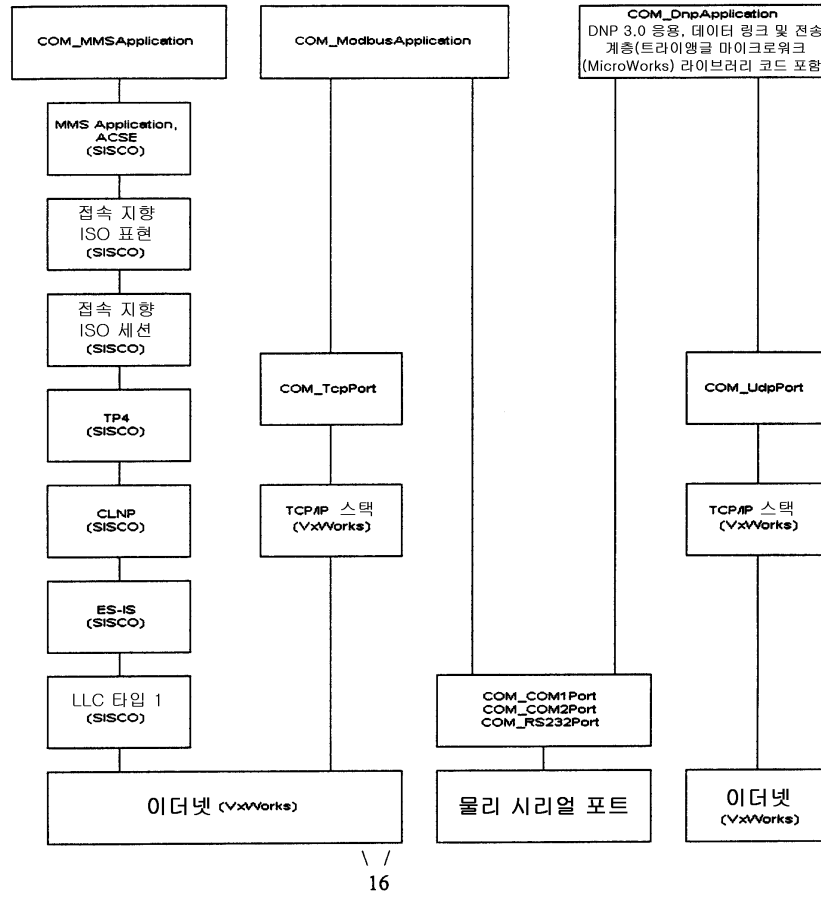 COM_MMSApplication
COM_ModbusApplication
COM_DnpApplication
DNP 3.0 응용, 데이터 링크 및 전송
계층(트라이앵글 마이크로워크
(MicroWorks) 라이브러리 코드 포함
MMS Application,
ACSE
(SISCO)
접속 지향
ISO 표현
(SISCO)
접속 지향
ISO 세션
(SISCO)
TP4
(SISCO)
CLNP
(SISCO)
ES-IS
(SISCO)
LLC 타입 1
(SISCO)
COM_TcpPort
TCP/IP 스택
(VxWorks)
COM_UdpPort
TCP/IP 스택
(VxWorks)
COM_COM1Port
COM_COM2Port
COM_RS232Port
이더넷 (VxWorks)
물리 시리얼 포트
이더넷
(VxWorks)
16